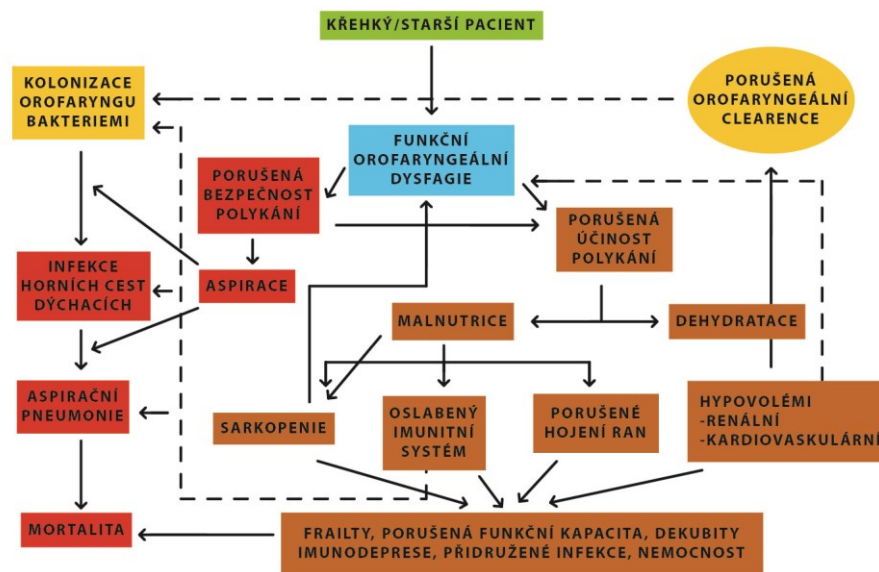 KŘEHKÝ/STARŠÍ PACIENT
KOLONIZACE
OROFARYNGU
BAKTERIEMI
PORUŠENÁ
OROFARYNGEÁLNÍ
CLEARENCE
FUNKČNÍ
OROFARYNGEÁLNÍ
DYSFAGIE
PORUŠENÁ
BEZPEČNOST
POLYKÁNÍ
PORUŠENÁ
ÚČINOST
POLYKÁNÍ
INFEKCE
HORNÍCH CEST
DÝCHACÍCH
ASPIRACE
MALNUTRICE
DEHYDRATACE
ASPIRAČNÍ
PNEUMONIE
SARKOPENIE
OSLABENÝ
IMUNITNÍ
SYSTÉM
PORUŠENÉ
HOJENÍ RAN
HYPOVOLÉMI
-RENÁLNÍ
-KARDIOVASKULÁRNÍ
MORTALITA
FRAILTY, PORUŠENÁ FUNKČNÍ KAPACITA, DEKUBITY
IMUNODEPRESE, PŘIDRUŽENÉ INFEKCE, NEMOCNOST